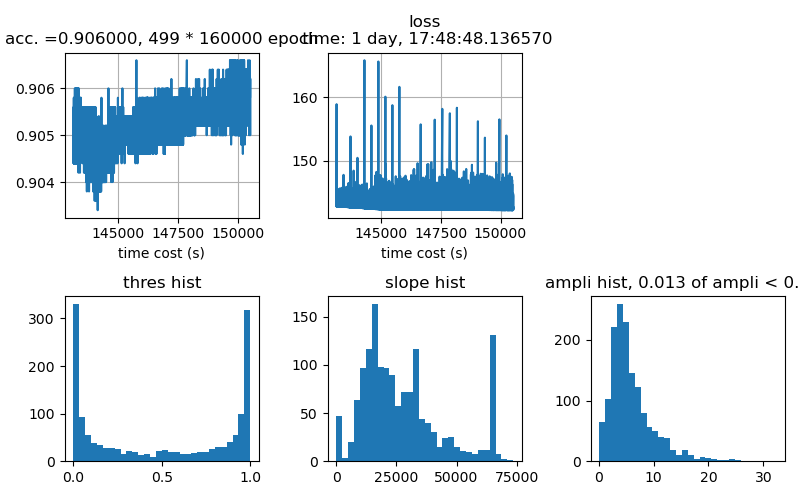 loss
acc. =0.906000, 499 * 160000 epoch
time: 1 day, 17:48:48.136570
0.906
0.905
0.904
145000 147500 150000
time cost (s)
160
150
145000 147500 150000
time cost (s)
thres hist
300
200
100
0
0.0 0.5 1.0
slope hist
150
100
50
0
0 25000 50000 75000
ampli hist, 0.013 of ampli < 0.
200
100
0
0 10 20 30